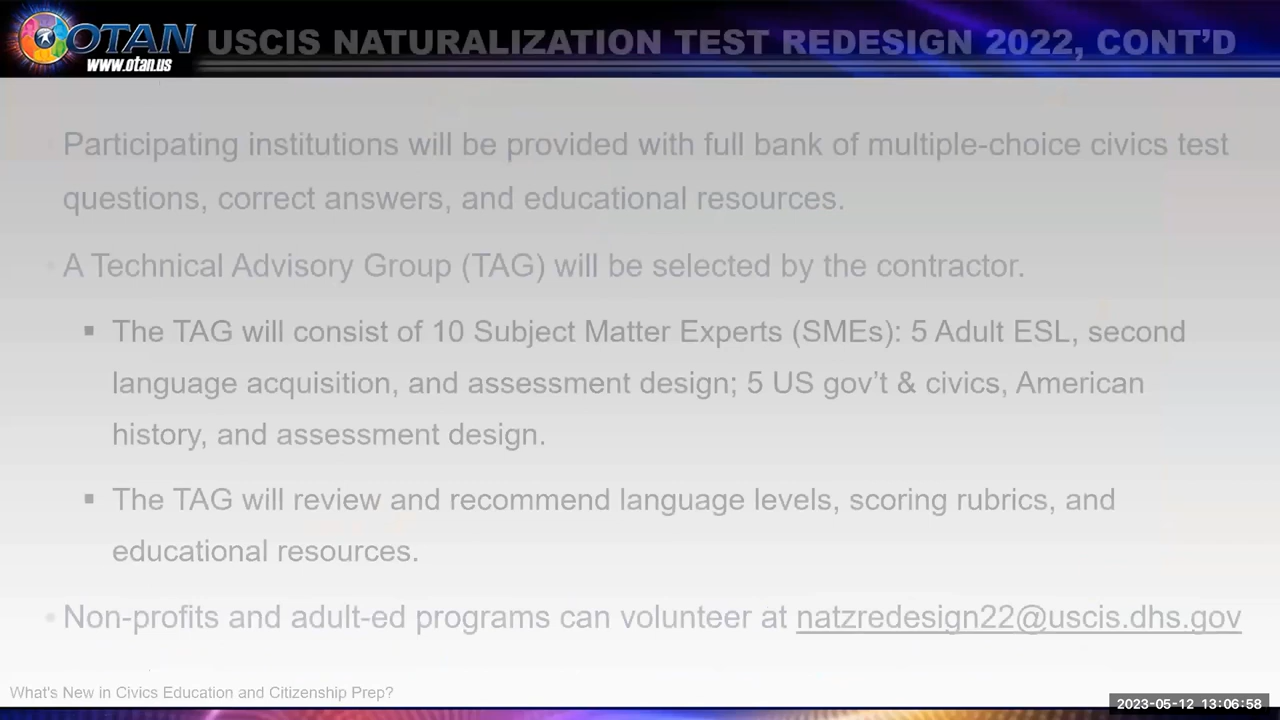 OTAN
www.otan.us
USCIS NATURALIZATION TEST REDESIGN 2022, CONT’D
• Participating institutions will be provided with full bank of multiple-choice civics test
questions, correct answers, and educational resources.
• A Technical Advisory Group (TAG) will be selected by the contractor.
▪ The TAG will consist of 10 Subject Matter Experts (SMEs): 5 Adult ESL, second
language acquisition, and assessment design; 5 US gov’t & civics, American
history, and assessment design.
▪ The TAG will review and recommend language levels, scoring rubrics, and
educational resources.
• Non-profits and adult-ed programs can volunteer at natzredesign22@uscis.dhs.gov
What's New in Civics Education and Citizenship Prep?
2023-05-12 13:06:58